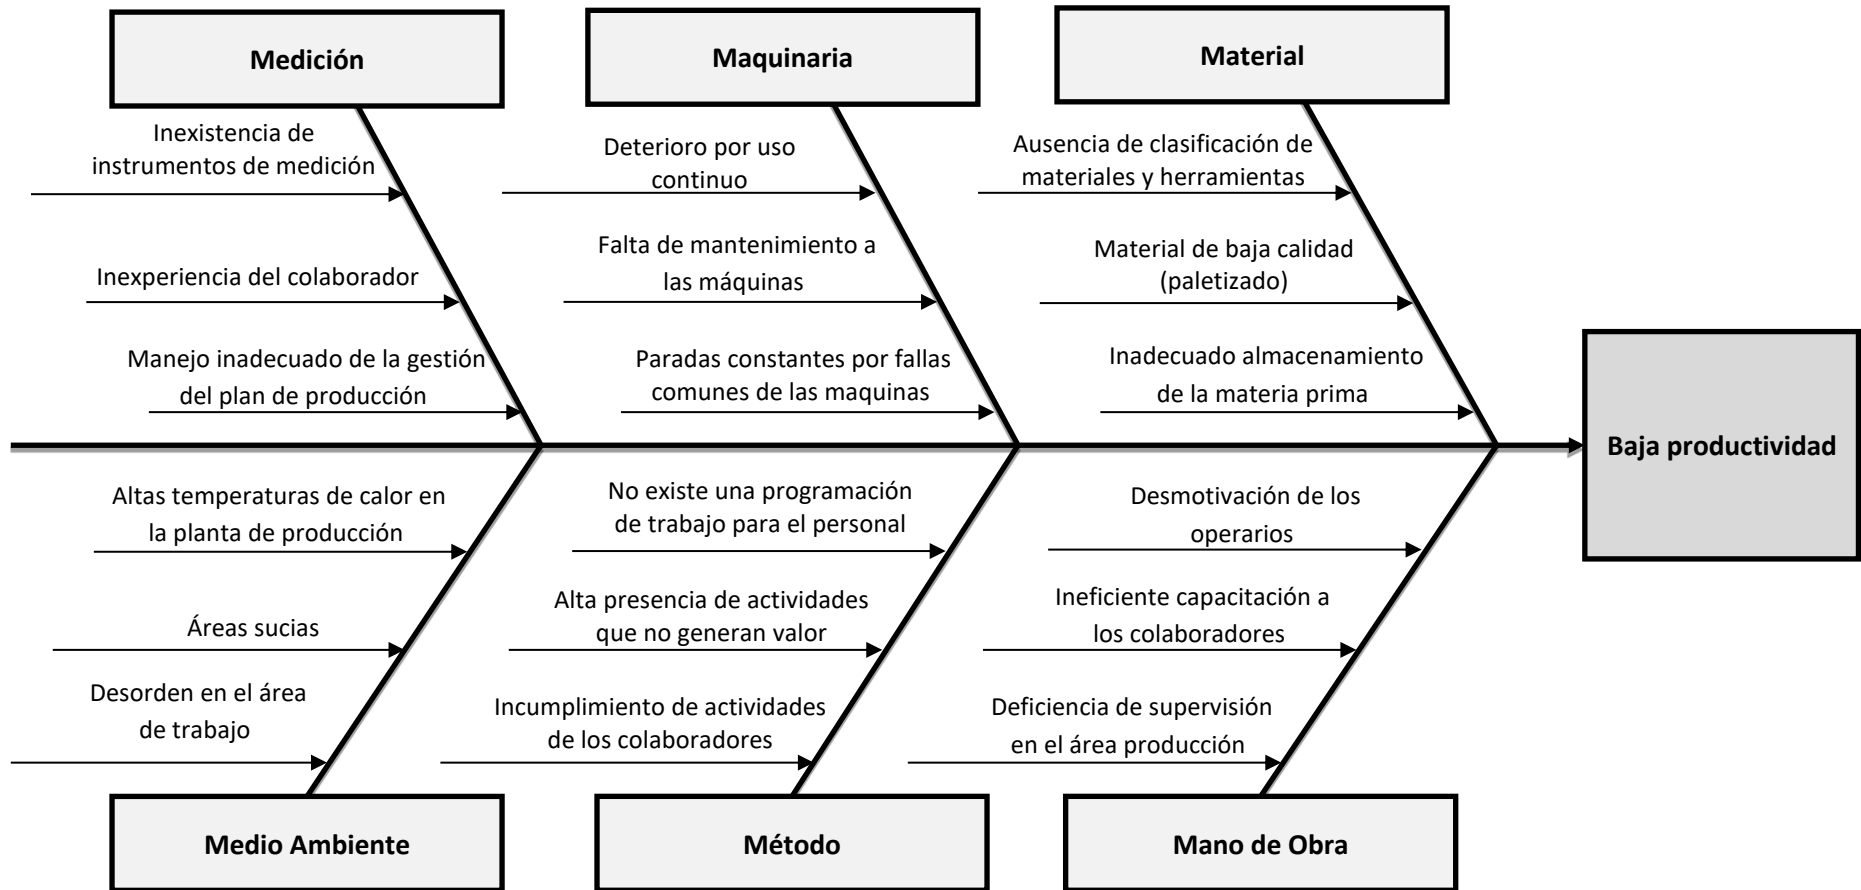 Medición
Maquinaria
Material
Inexistencia de
instrumentos de medición
Inexperiencia del colaborador
Manejo inadecuado de la gestión
del plan de producción
Deterioro por uso
continuo
Falta de mantenimiento a
las máquinas
Paradas constantes por fallas
comunes de las maquinas
Ausencia de clasificación de
materiales y herramientas
Material de baja calidad
(paletizado)
Inadecuado almacenamiento
de la materia prima
Baja productividad
Altas temperaturas de calor en
la planta de producción
Áreas sucias
Desorden en el área
de trabajo
No existe una programación
de trabajo para el personal
Alta presencia de actividades
que no generan valor
Incumplimiento de actividades
de los colaboradores
Desmotivación de los
operarios
Ineficiente capacitación a
los colaboradores
Deficiencia de supervisión
en el área producción
Medio Ambiente
Método
Mano de Obra